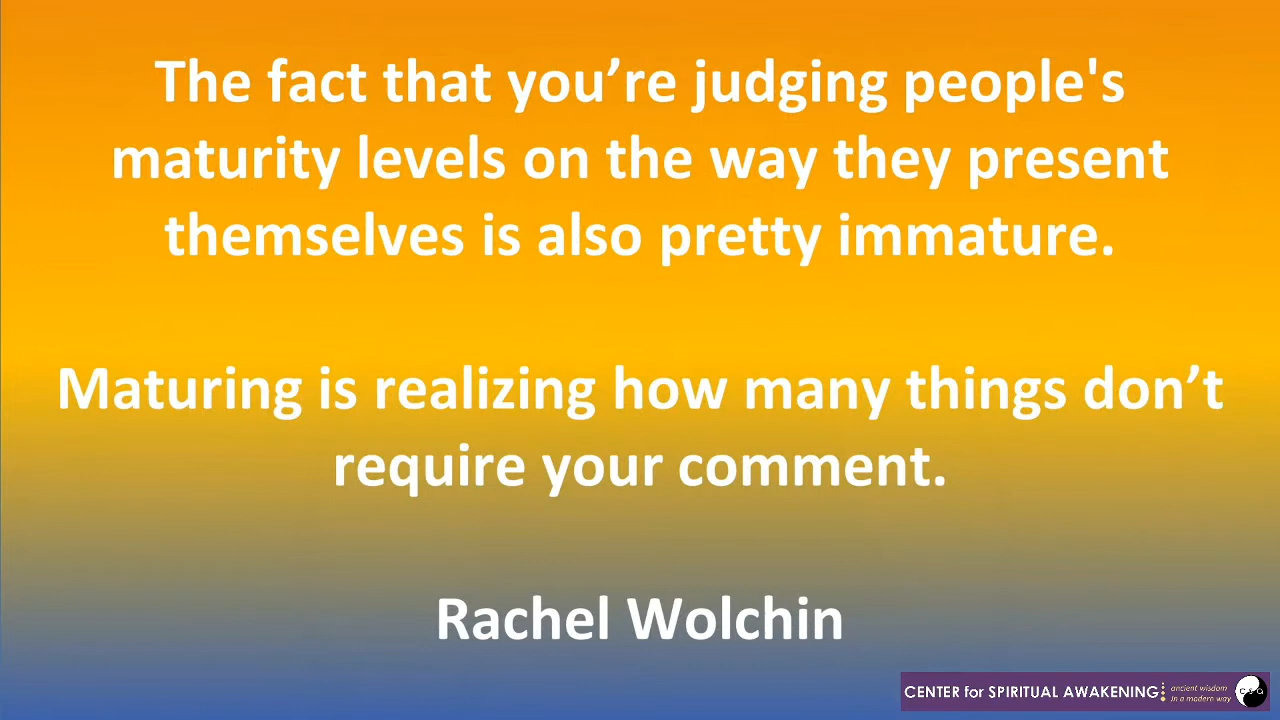 The fact that you’re judging people's
maturity levels on the way they present
themselves is also pretty immature.
Maturing is realizing how many things don’t
require your comment.
Rachel Wolchin
CENTER for SPIRITUAL AWAKENING
ancient wisdom
in a modern way